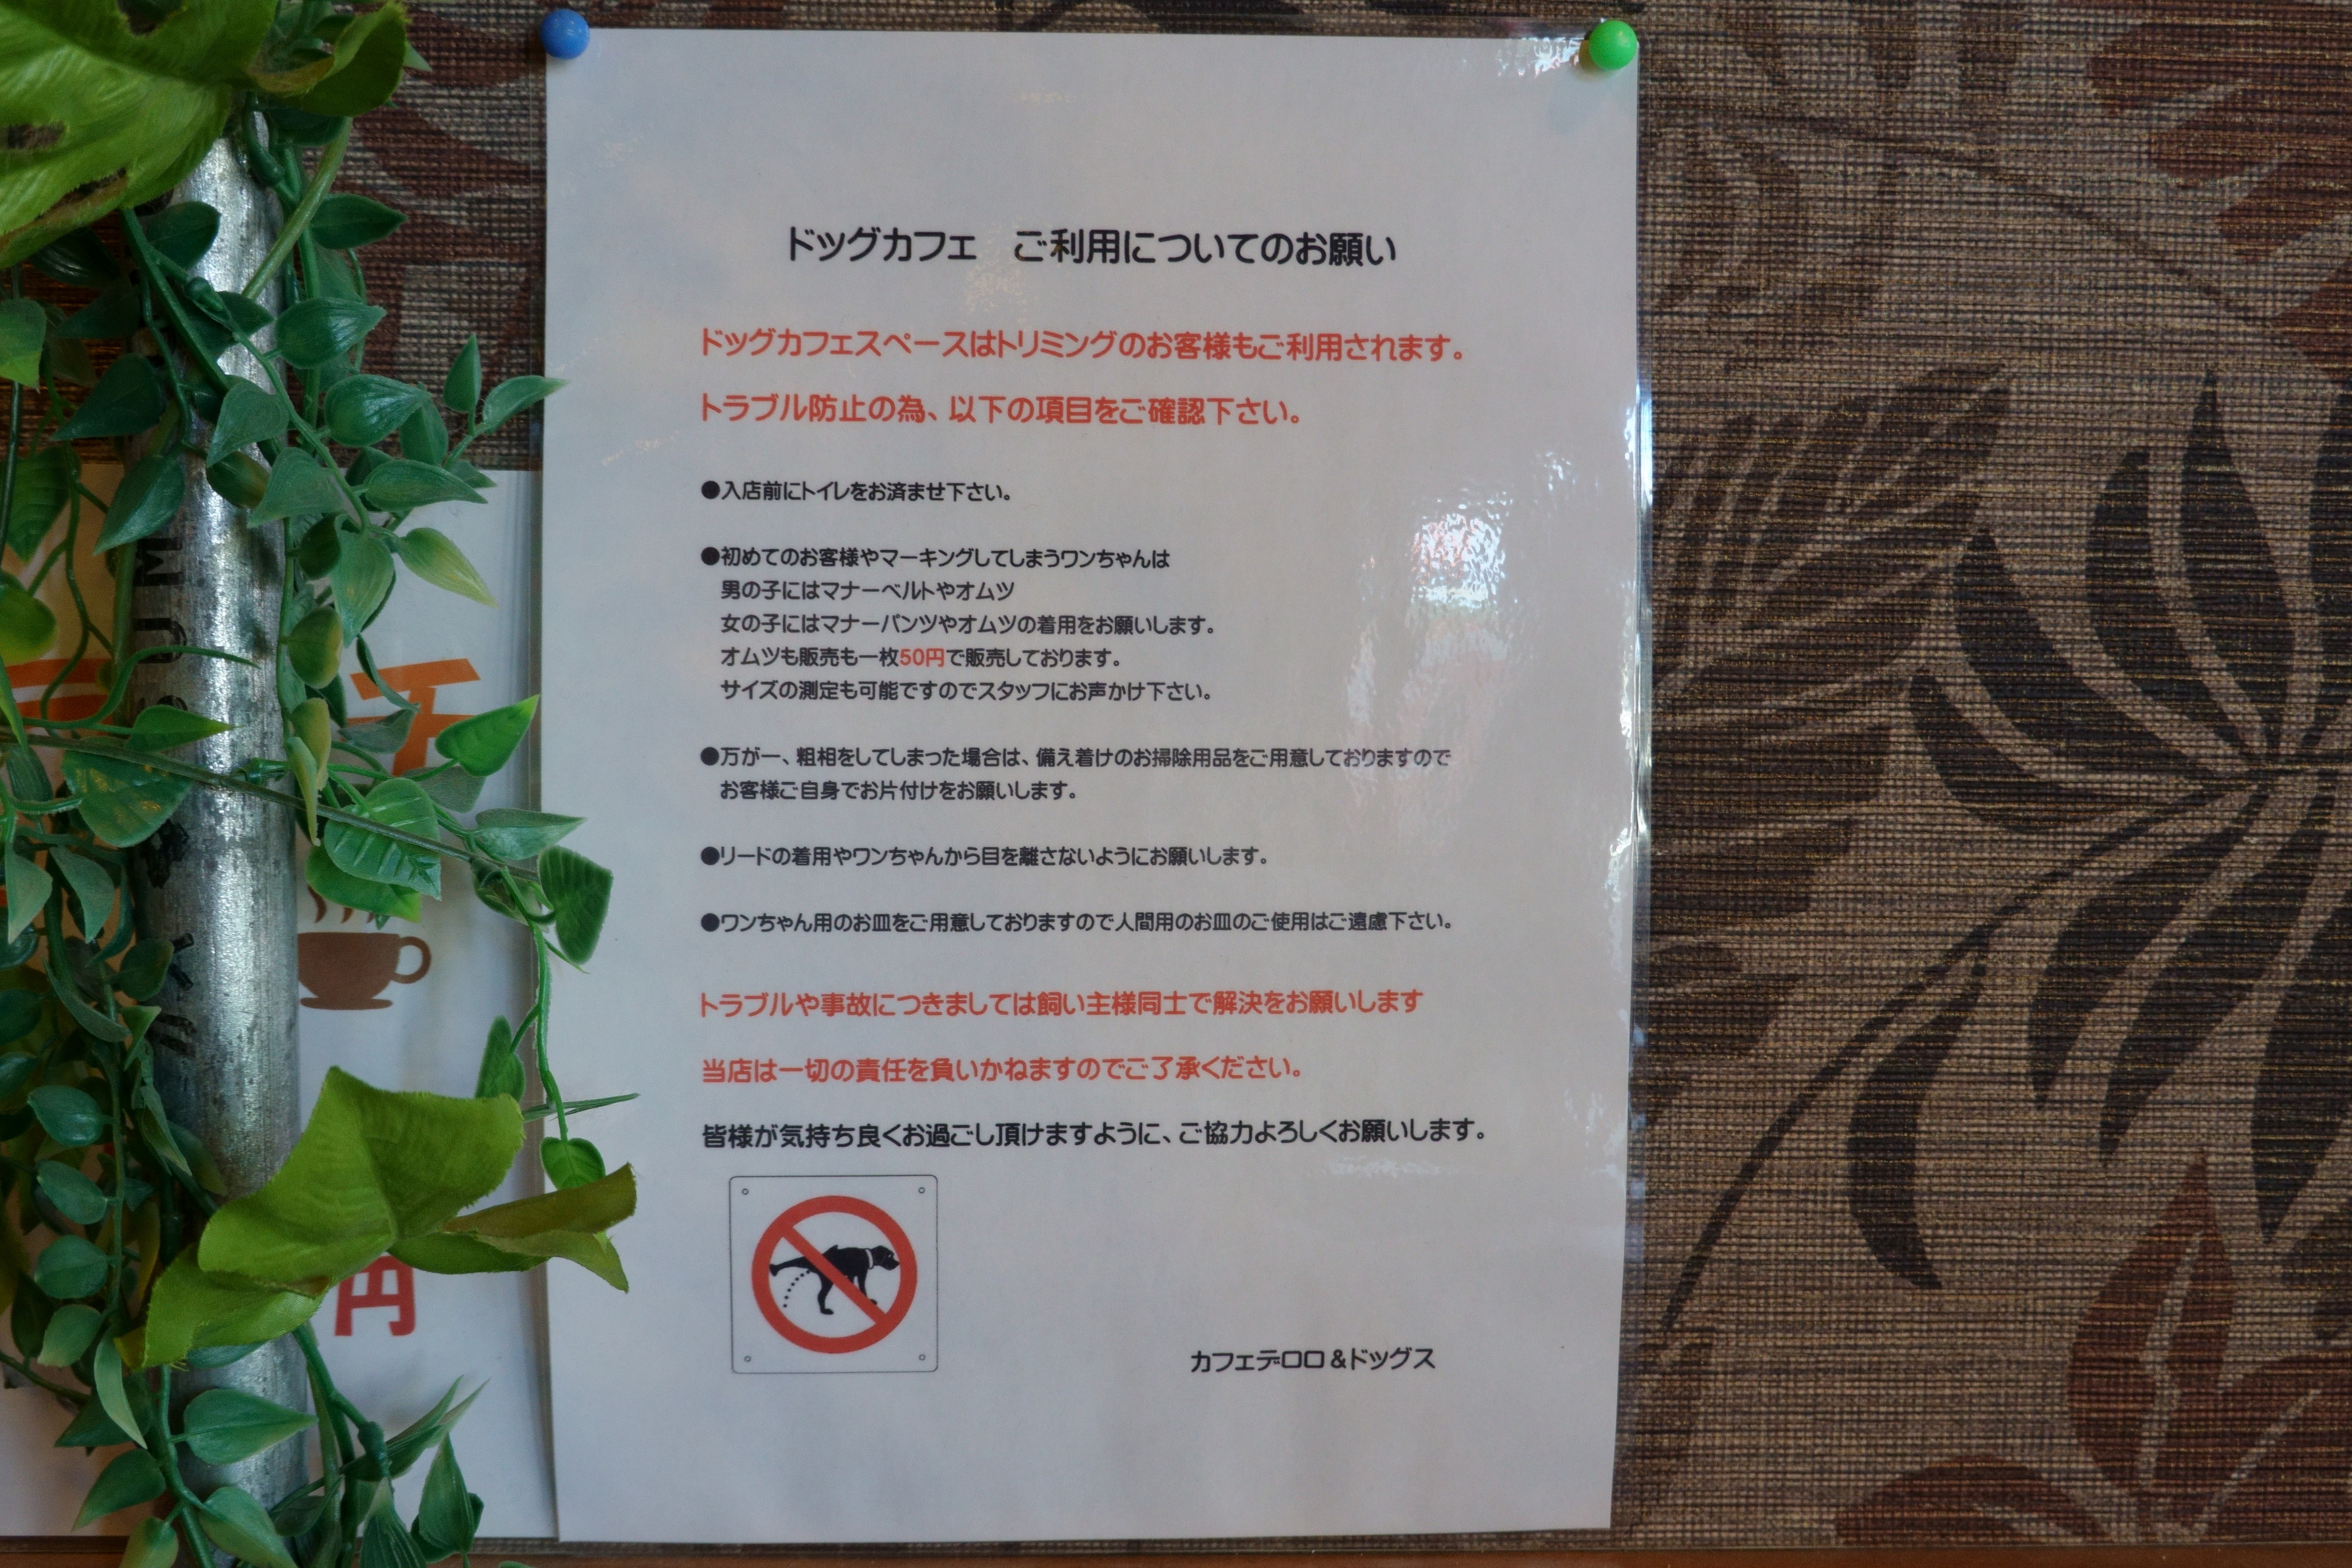 ドッグカフェ　ご利用についてのお願い
ドッグカフェスペースはトリミングのお客様もご利用されます。
トラブル防止の為、以下の項目をご確認下さい。
●入店前にトイレをお済ませ下さい。
●初めてのお客様やマーキングしてしまうワンちゃんは
男の子にはマナーベルトやオムツ
女の子にはマナーパンツやオムツの着用をお願いします。
オムツも販売も一枚50円で販売しております。
サイズの測定も可能ですのでスタッフにお声かけ下さい。
●万が一、粗相をしてしまった場合は、備え着けのお掃除用品をご用意しておりますので
お客様ご自身でお片付けをお願いします。
●リードの着用やワンちゃんから目を離さないようにお願いします。
●ワンちゃん用のお皿をご用意しておりますので人間用のお皿のご使用はご遠慮下さい。
トラブルや事故につきましては飼い主様同士で解決をお願いします
当店は一切の責任を負いかねますのでご了承ください。
皆様が気持ち良くお過ごし頂けますように、ご協力よろしくお願いします。
カフェデロロ＆ドッグス
円